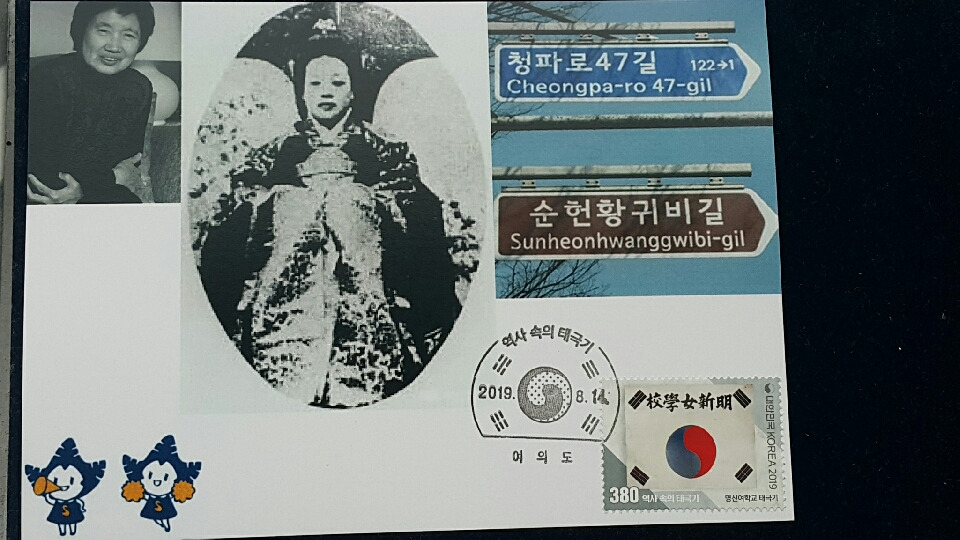 청파로47길 122→1
Cheongpa-ro 47-gil
순헌황귀비길
Sunheonhwanggwibi-gil
역사 속의 태극기
2019. 8. 14.
여의도
校學女新明
대한민국 KOREA 2019
380 역사 속의 태극기
명신여학교 태극기
S
S